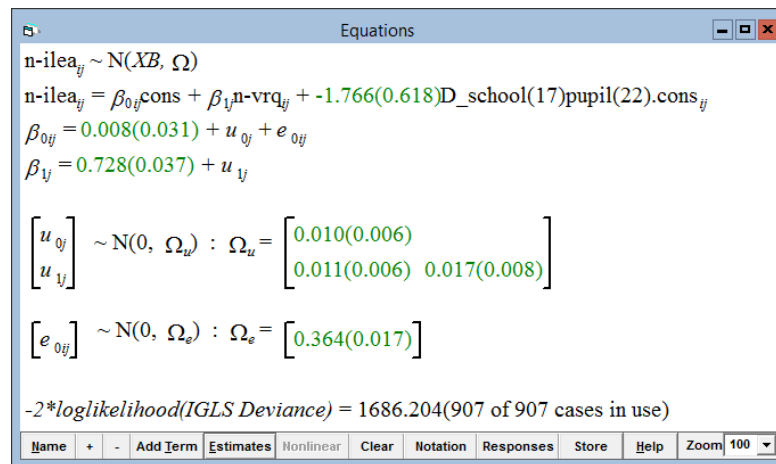 Equations
n-ilea_ij ~ N(XB, Ω)
n-ilea_ij = β_0ij cons + β_1j n-vrq_ij + -1.766(0.618)D_school(17)pupil(22).cons_ij
β_0ij = 0.008(0.031) + u_0j + e_0ij
β_1j = 0.728(0.037) + u_1j
[u_0j u_1j] ~ N(0, Ω_u) : Ω_u = [0.010(0.006)
0.011(0.006) 0.017(0.008)]
[e_0ij] ~ N(0, Ω_e) : Ω_e = [0.364(0.017)]
-2*loglikelihood(IGLS Deviance) = 1686.204(907 of 907 cases in use)
Name + - Add Term Estimates Nonlinear Clear Notation Responses Store Help Zoom 100